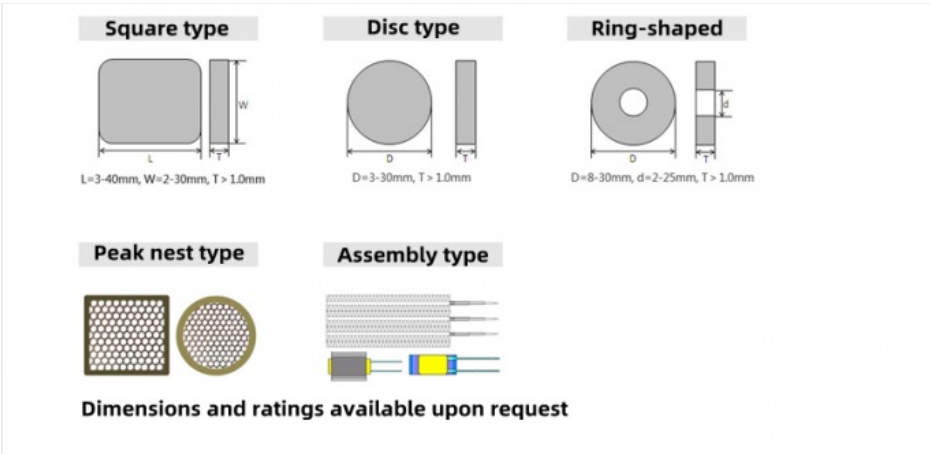 Square type
Disc type
Ring-shaped
W
L
T
D
T
d
D
T
L=3-40mm, W=2-30mm, T > 1.0mm
D=3-30mm, T > 1.0mm
D=8-30mm, d=2-25mm, T > 1.0mm
Peak nest type
Assembly type
Dimensions and ratings available upon request